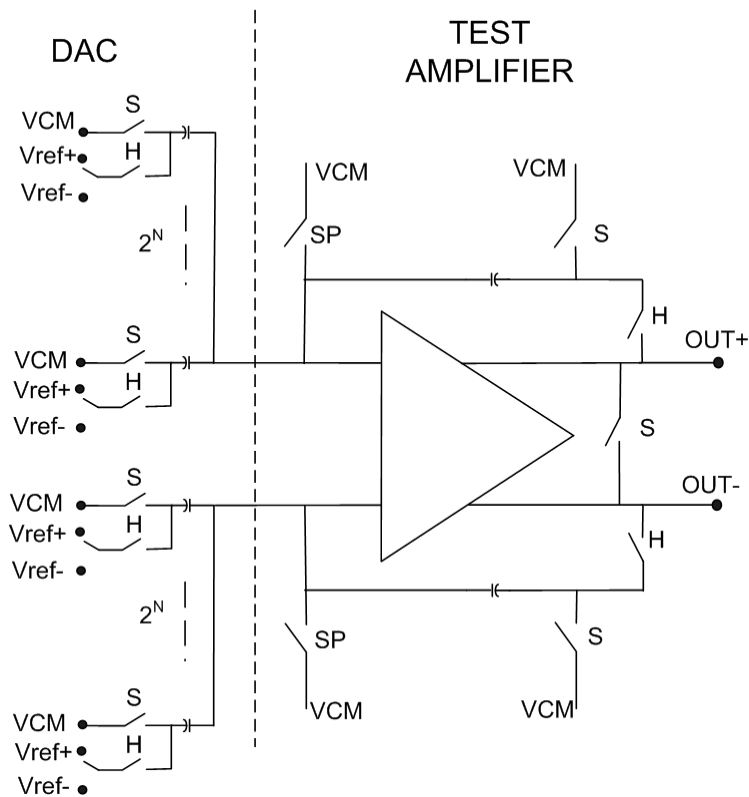 DAC
TEST
AMPLIFIER
S
VCM
Vref+
H
Vref-
2^N
VCM
SP
VCM
S
H
OUT+
S
VCM
Vref+
H
Vref-
S
S
VCM
Vref+
H
Vref-
OUT-
H
2^N
SP
VCM
S
VCM
S
VCM
Vref+
H
Vref-